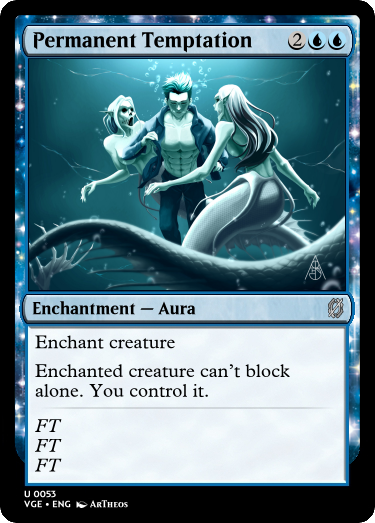 Permanent Temptation 2
Enchantment — Aura
Enchant creature
Enchanted creature can't block
alone. You control it.
FT
FT
FT
U 0053
VGE • ENG ArTheos